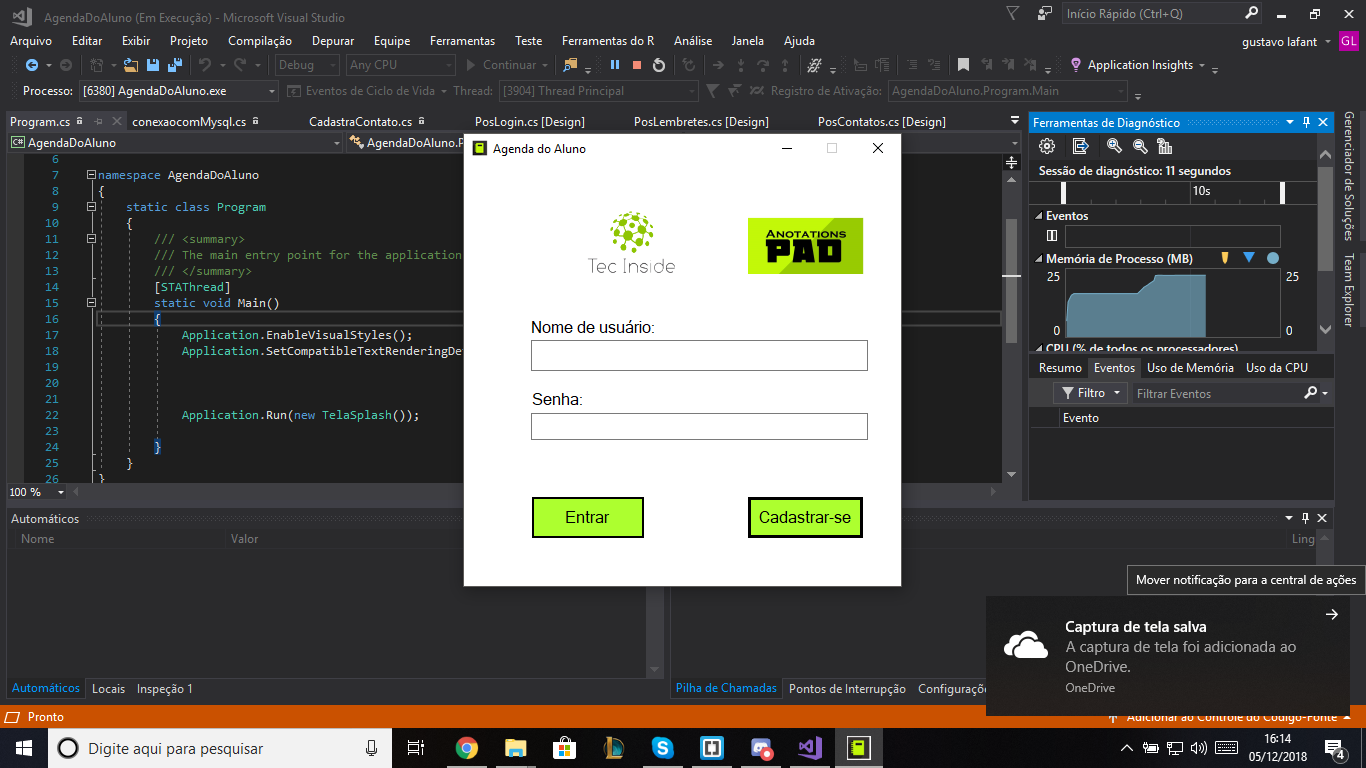 AgendaDoAluno (Em Execução) - Microsoft Visual Studio
Início Rápido (Ctrl+Q)
Arquivo Editar Exibir Projeto Compilação Depurar Equipe Ferramentas Teste Ferramentas do R Análise Janela Ajuda
gustavo lafant GL
Debug Any CPU Continuar Application Insights
Processo: [6380] AgendaDoAluno.exe Eventos de Ciclo de Vida Thread: [3904] Thread Principal Registro de Ativação: AgendaDoAluno.Program.Main
Program.cs conexaocomMysql.cs CadastraContato.cs PosLogin.cs [Design] PosLembretes.cs [Design] PosContatos.cs [Design]
C# AgendaDoAluno AgendaDoAluno.P
6
7 namespace AgendaDoAluno
8 {
9 static class Program
10 {
11 /// <summary>
12 /// The main entry point for the application
13 /// </summary>
14 [STAThread]
15 static void Main()
16 {
17 Application.EnableVisualStyles();
18 Application.SetCompatibleTextRenderingDe
19
20
21
22 Application.Run(new TelaSplash());
23
24 }
25 }
26 }
100 %
Agenda do Aluno
Tec Inside
ANOTATIONS
PAD
Nome de usuário:
Senha:
Entrar Cadastrar-se
Ferramentas de Diagnóstico
Sessão de diagnóstico: 11 segundos
10s
Eventos
Memória de Processo (MB)
25 25
0 0
CPU (% de todos os processadores)
Resumo Eventos Uso de Memória Uso da CPU
Filtro Filtrar Eventos
Evento
Gerenciador de Soluções
Team Explorer
Automáticos
Nome Valor
Ling
Automáticos Locais Inspeção 1
Pilha de Chamadas Pontos de Interrupção Configuraçõe
Mover notificação para a central de ações
Captura de tela salva
A captura de tela foi adicionada ao
OneDrive.
OneDrive
Pronto
Adicionar ao Controle do Código-Fonte
Digite aqui para pesquisar
16:14
05/12/2018
4